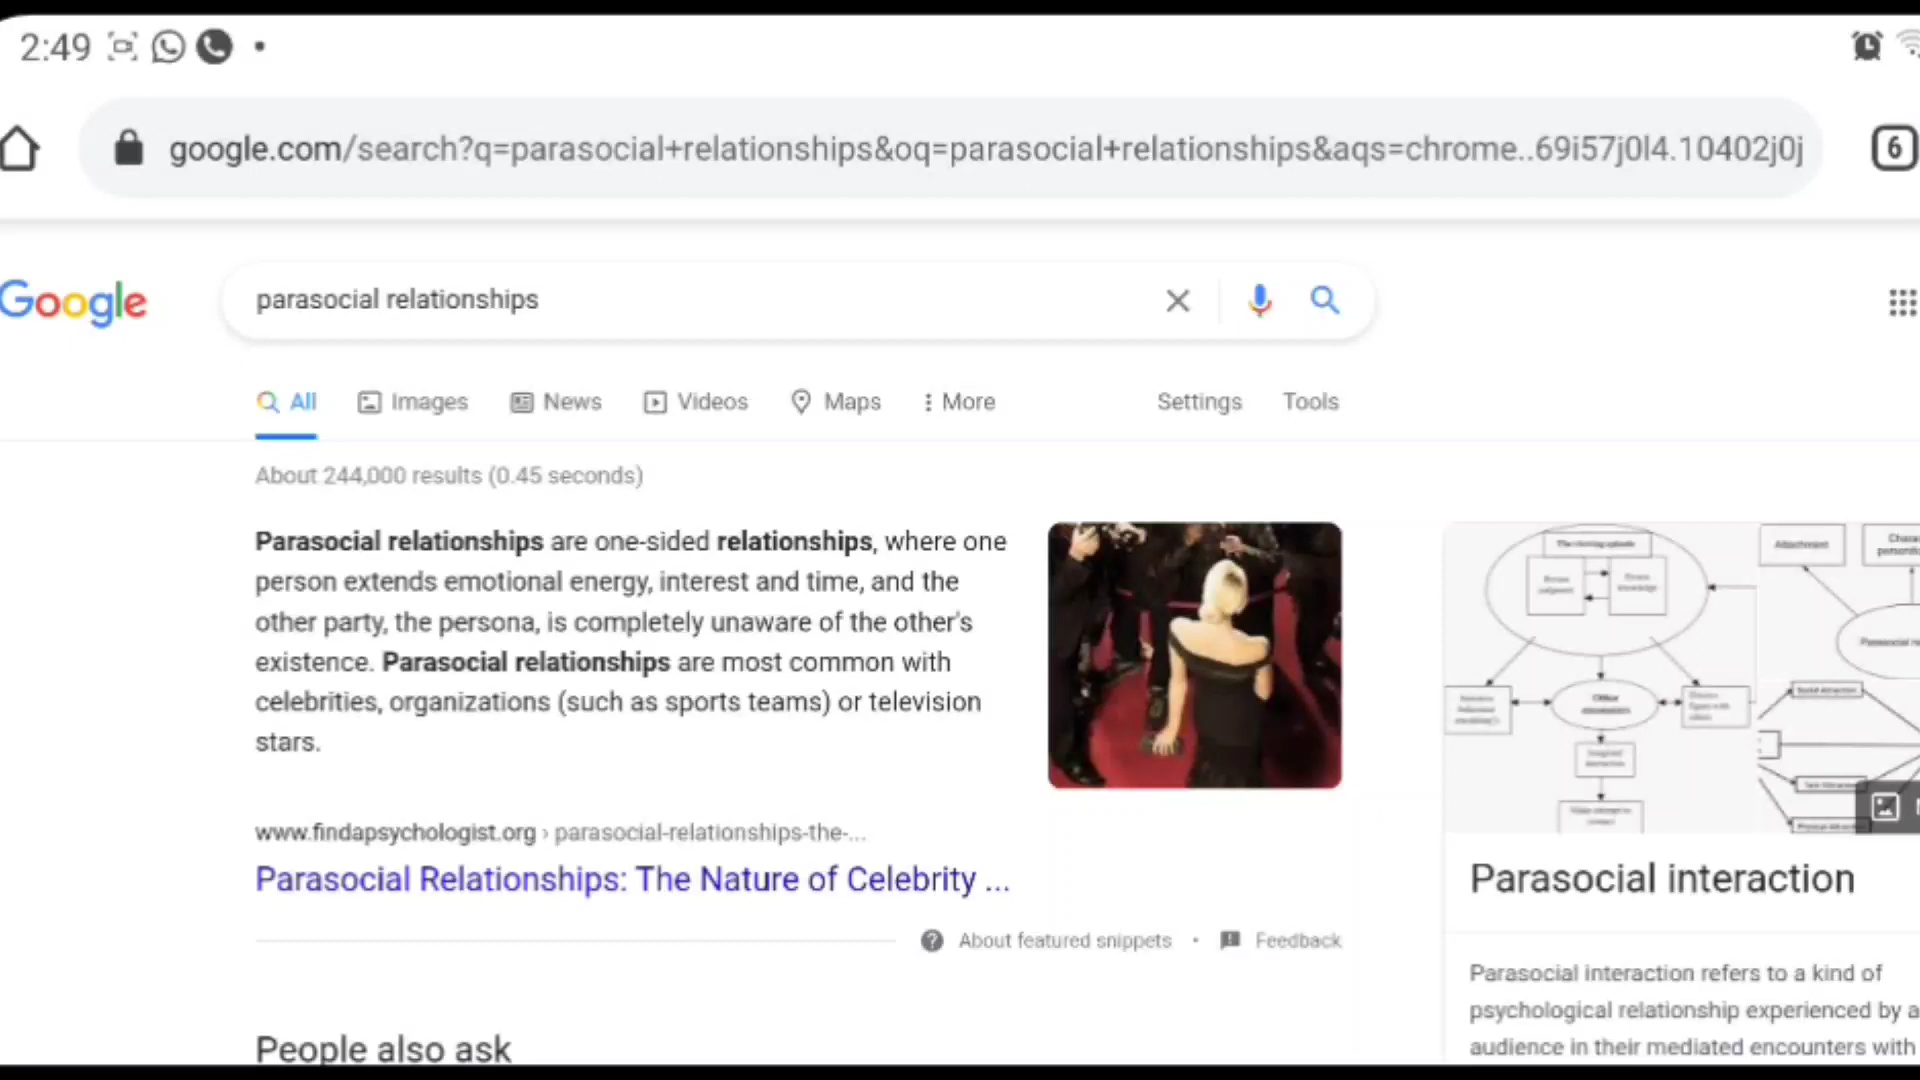 2:49
google.com/search?q=parasocial+relationships&oq=parasocial+relationships&aqs=chrome..69i57j0l4.10402j0j
6
Google
parasocial relationships
All Images News Videos Maps More Settings Tools
About 244,000 results (0.45 seconds)
Parasocial relationships are one-sided relationships, where one
person extends emotional energy, interest and time, and the
other party, the persona, is completely unaware of the other's
existence. Parasocial relationships are most common with
celebrities, organizations (such as sports teams) or television
stars.
www.findapsychologist.org › parasocial-relationships-the-...
Parasocial Relationships: The Nature of Celebrity ...
About featured snippets • Feedback
People also ask
Attachment
Parasocial interaction
Parasocial interaction refers to a kind of
psychological relationship experienced by a
audience in their mediated encounters with